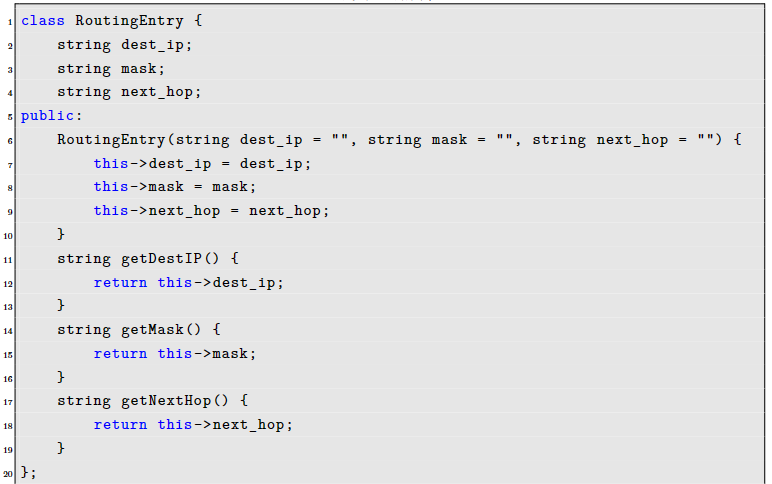 1 class RoutingEntry {
2     string dest_ip;
3     string mask;
4     string next_hop;
5 public:
6     RoutingEntry(string dest_ip = "", string mask = "", string next_hop = "") {
7         this->dest_ip = dest_ip;
8         this->mask = mask;
9         this->next_hop = next_hop;
10     }
11     string getDestIP() {
12         return this->dest_ip;
13     }
14     string getMask() {
15         return this->mask;
16     }
17     string getNextHop() {
18         return this->next_hop;
19     }
20 };